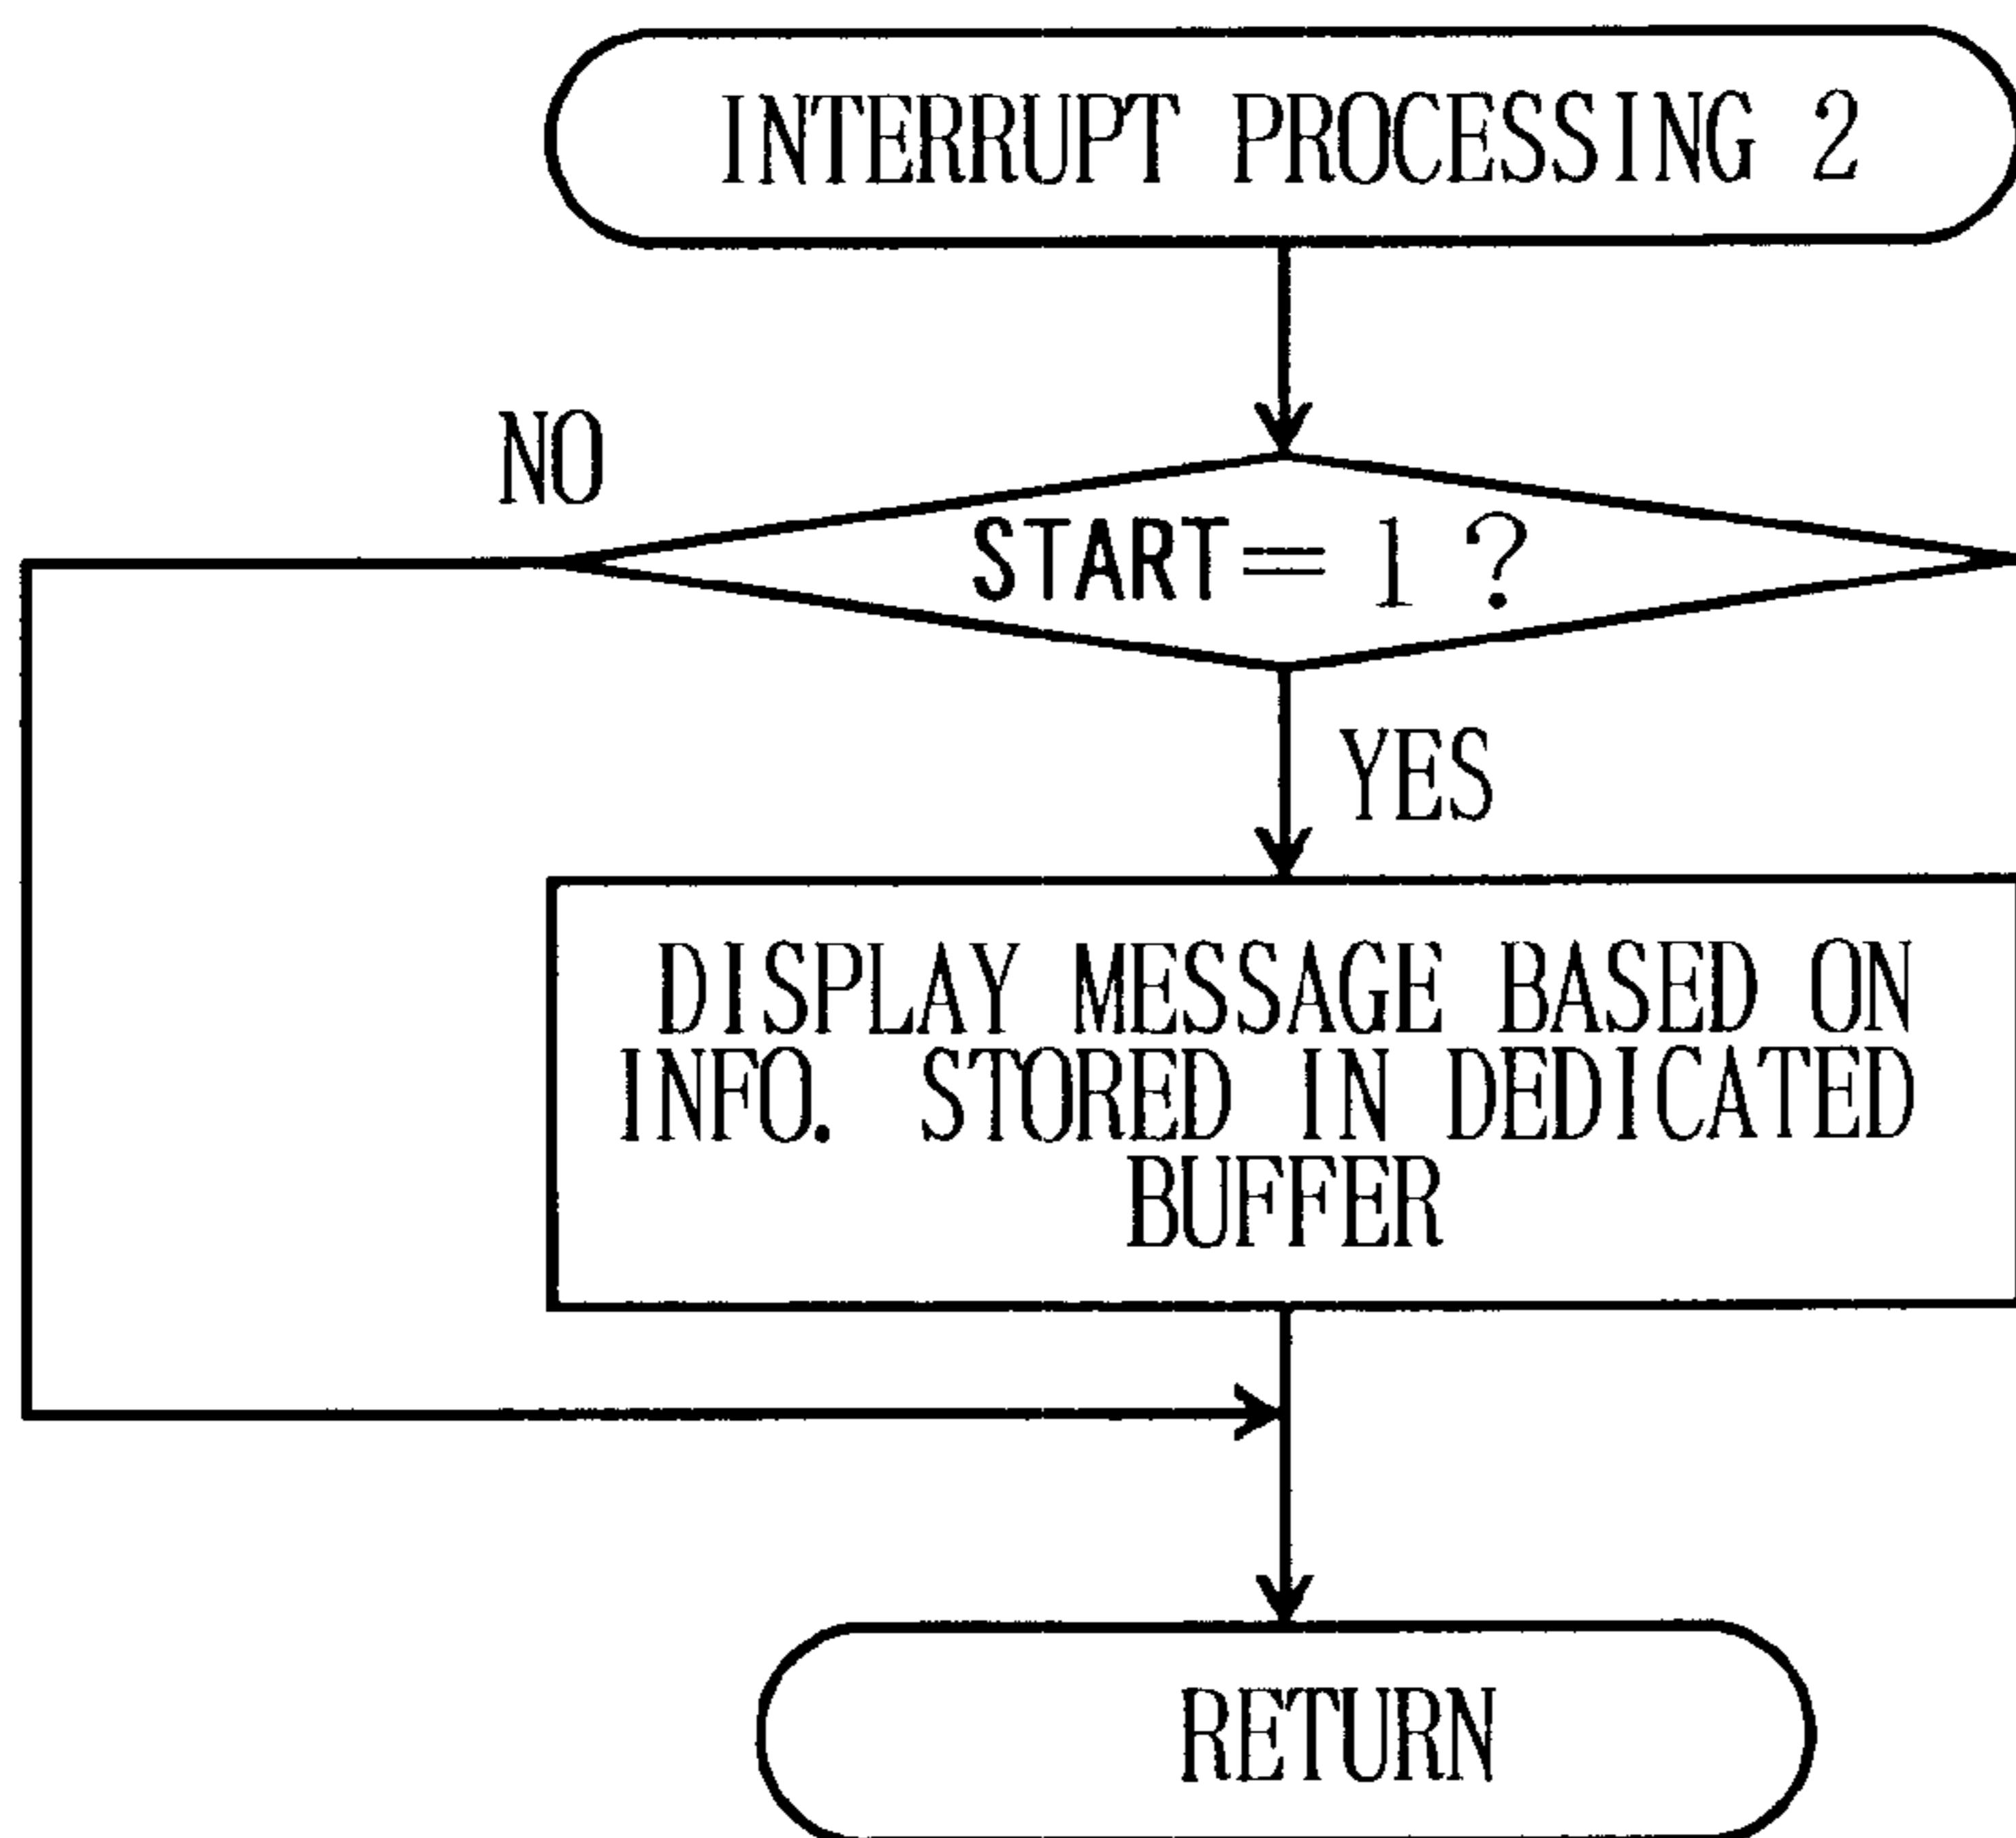 INTERRUPT PROCESSING 2
NO
START=1?
YES
DISPLAY MESSAGE BASED ON
INFO. STORED IN DEDICATED
BUFFER
RETURN